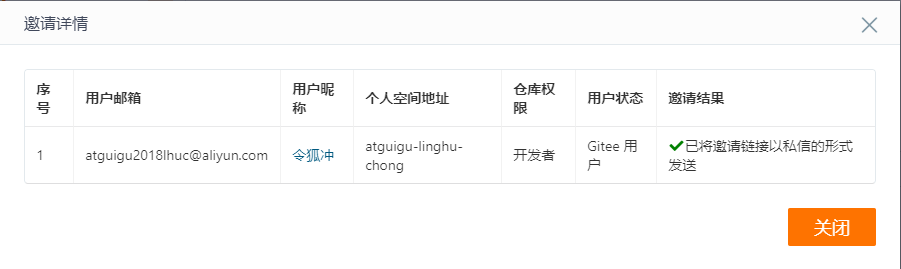 邀请详情
序号
用户邮箱
用户昵称
个人空间地址
仓库权限
用户状态
邀请结果
1
atguigu2018lhuc@aliyun.com
令狐冲
atguigu-linghu-
chong
开发者
Gitee 用
户
已将邀请链接以私信的形式
发送
关闭